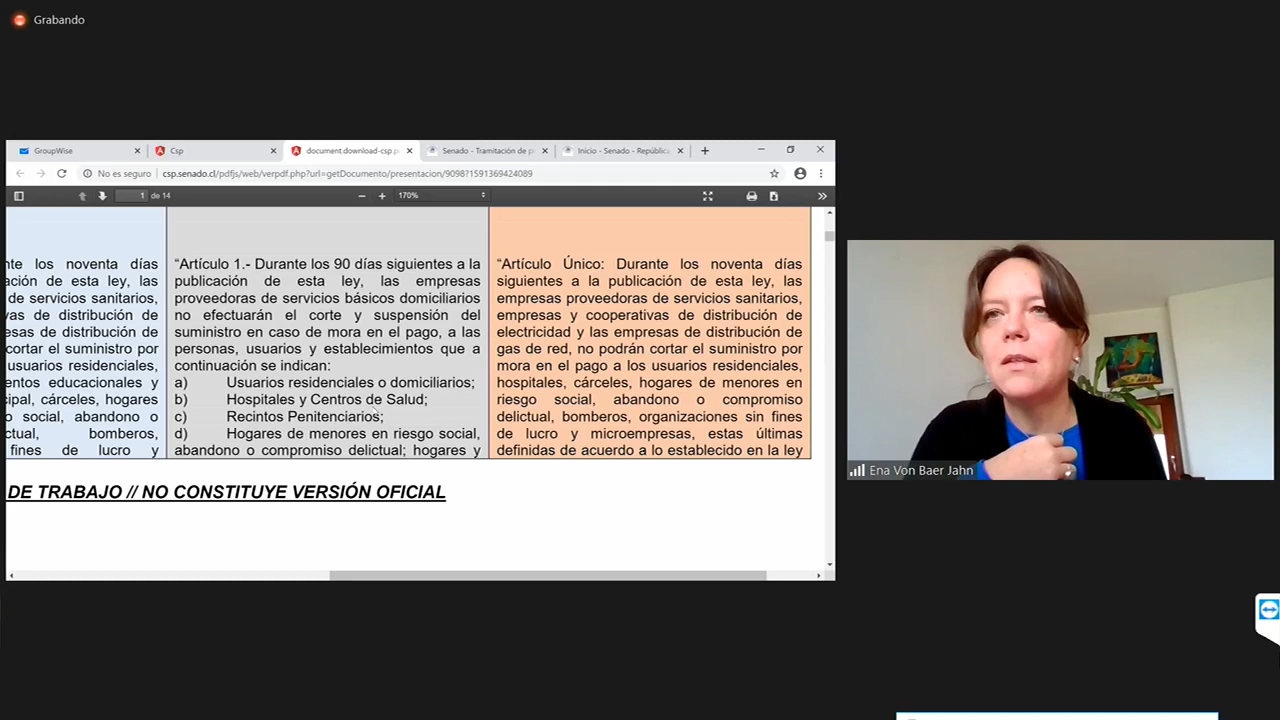 Grabando
GroupWise
Csp
document.download-csp.p
Senado - Tramitación de p
Inicio - Senado - República
No es seguro
csp.senado.cl/pdfjs/web/verpdf.php?url=getDocumento/presentacion/9098?1591369424089
1 de 14
170%
nte los noventa días
ación de esta ley, las
de servicios sanitarios,
vas de distribución de
esas de distribución de
cortar el suministro por
usuarios residenciales,
entos educacionales y
cipal, cárceles, hogares
o social, abandono o
ctual, bomberos,
fines de lucro y
“Artículo 1.- Durante los 90 días siguientes a la
publicación de esta ley, las empresas
proveedoras de servicios básicos domiciliarios
no efectuarán el corte y suspensión del
suministro en caso de mora en el pago, a las
personas, usuarios y establecimientos que a
continuación se indican:
a) Usuarios residenciales o domiciliarios;
b) Hospitales y Centros de Salud;
c) Recintos Penitenciarios;
d) Hogares de menores en riesgo social,
abandono o compromiso delictual; hogares y
“Artículo Único: Durante los noventa días
siguientes a la publicación de esta ley, las
empresas proveedoras de servicios sanitarios,
empresas y cooperativas de distribución de
electricidad y las empresas de distribución de
gas de red, no podrán cortar el suministro por
mora en el pago a los usuarios residenciales,
hospitales, cárceles, hogares de menores en
riesgo social, abandono o compromiso
delictual, bomberos, organizaciones sin fines
de lucro y microempresas, estas últimas
definidas de acuerdo a lo establecido en la ley
DE TRABAJO // NO CONSTITUYE VERSIÓN OFICIAL
Ena Von Baer Jahn